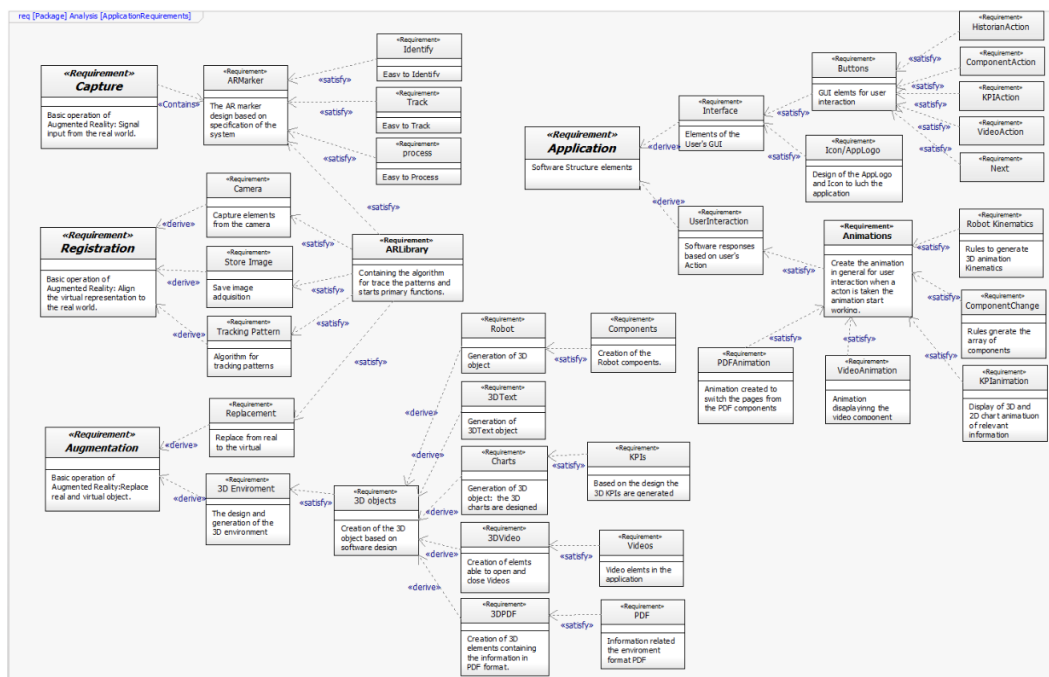 req [Package] Analysis [ApplicationRequirements]
«Requirement»
Capture
Basic operation of
Augmented Reality: Signal
input from the real world.
«Contains»
«Requirement»
ARMarker
The AR marker
design based on
specification of the
system
«Requirement»
Identify
Easy to Identify
«satisfy»
«Requirement»
Track
Easy to Track
«satisfy»
«Requirement»
process
Easy to Process
«satisfy»
«satisfy»
«Requirement»
Registration
Basic operation of
Augmented Reality: Align
the virtual representation to
the real world.
«derive»
«derive»
«derive»
«Requirement»
Camera
Capture elements
from the camera
«Requirement»
Store Image
Save image
adquisition
«Requirement»
Tracking Pattern
Algorithm for
tracking patterns
«satisfy»
«satisfy»
«satisfy»
«satisfy»
«Requirement»
ARLibrary
Containing the algorithm
for trace the patterns and
starts primary functions.
«Requirement»
Augmentation
Basic operation of
Augmented Reality:Replace
real and virtual object.
«derive»
«derive»
«Requirement»
Replacement
Replace from real
to the virtual
«Requirement»
3D Enviroment
The design and
generation of the
3D environment
«satisfy»
«Requirement»
3D objects
Creation of the 3D
object based on
software design
«derive»
«derive»
«derive»
«derive»
«derive»
«Requirement»
Robot
Generation of 3D
object
«satisfy»
«Requirement»
Components
Creation of the
Robot compoents.
«Requirement»
3DText
Generation of
3DText object
«Requirement»
Charts
Generation of 3D
object: the 3D
charts are designed
«satisfy»
«Requirement»
KPIs
Based on the design
the 3D KPIs are generated
«Requirement»
3DVideo
Creation of elemts
able to open and
close Videos
«satisfy»
«Requirement»
Videos
Video elemts in the
application
«Requirement»
3DPDF
Creation of 3D
elements containing
the information in
PDF format.
«satisfy»
«Requirement»
PDF
Information related
the enviroment
format PDF
«Requirement»
Application
Software Structure elements
«derive»
«derive»
«Requirement»
Interface
Elements of the
User's GUI
«satisfy»
«satisfy»
«Requirement»
Buttons
GUI elemts for user
interaction
«Requirement»
Icon/AppLogo
Design of the AppLogo
and Icon to luch the
application
«satisfy»
«satisfy»
«satisfy»
«satisfy»
«satisfy»
«Requirement»
HistorianAction
«Requirement»
ComponentAction
«Requirement»
KPIAction
«Requirement»
VideoAction
«Requirement»
Next
«Requirement»
UserInteraction
Software responses
based on user's
Action
«satisfy»
«Requirement»
Animations
Create the animation
in general for user
interaction when a
acton is taken the
animation start
working.
«satisfy»
«satisfy»
«satisfy»
«satisfy»
«satisfy»
«Requirement»
Robot Kinematics
Rules to generate
3D animation
Kinematics
«Requirement»
ComponentChange
Rules gnerate the
array of
components
«Requirement»
KPIanimation
Display of 3D and
2D chart animatiuon
of relevant
information
«Requirement»
PDFAnimation
Animation created to
switch the pages from
the PDF components
«Requirement»
VideoAnimation
Animation
disaplayinng the
video component